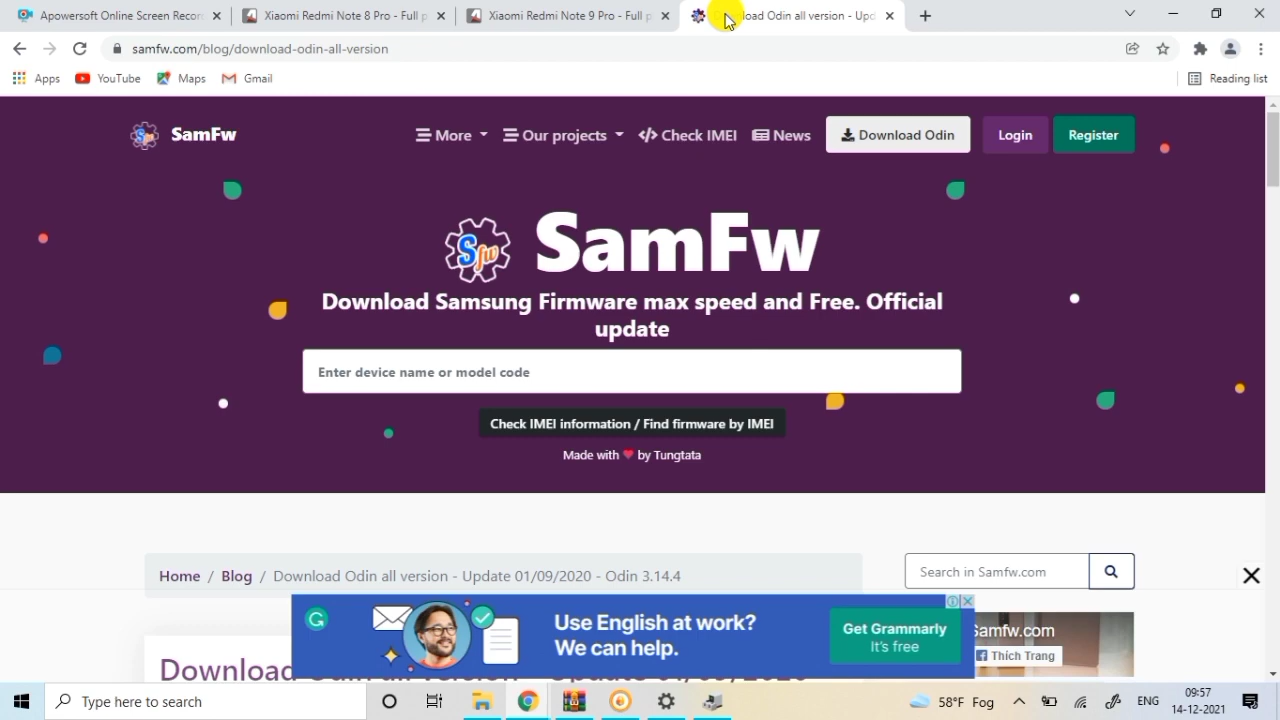 Apowersoft Online Screen Recor
Xiaomi Redmi Note 8 Pro - Full p
Xiaomi Redmi Note 9 Pro - Full p
Download Odin all version - Upd
samfw.com/blog/download-odin-all-version
Apps
YouTube
Maps
Gmail
Reading list
SamFw
More
Our projects
Check IMEI
News
Download Odin
Login
Register
Sfw
SamFw
Download Samsung Firmware max speed and Free. Official
update
Enter device name or model code
Check IMEI information / Find firmware by IMEI
Made with ❤ by Tungtata
Home / Blog / Download Odin all version - Update 01/09/2020 - Odin 3.14.4
Search in Samfw.com
Use English at work?
We can help.
Get Grammarly
It's free
Samfw.com
Thích Trang
Download
Type here to search
58°F Fog
ENG
09:57
14-12-2021